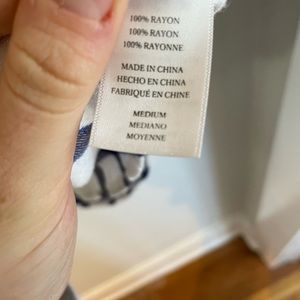 100% RAYON
100% RAYON
100% RAYONNE
MADE IN CHINA
HECHO EN CHINA
FABRIQUÉ EN CHINE
MEDIUM
MEDIANO
MOYENNE